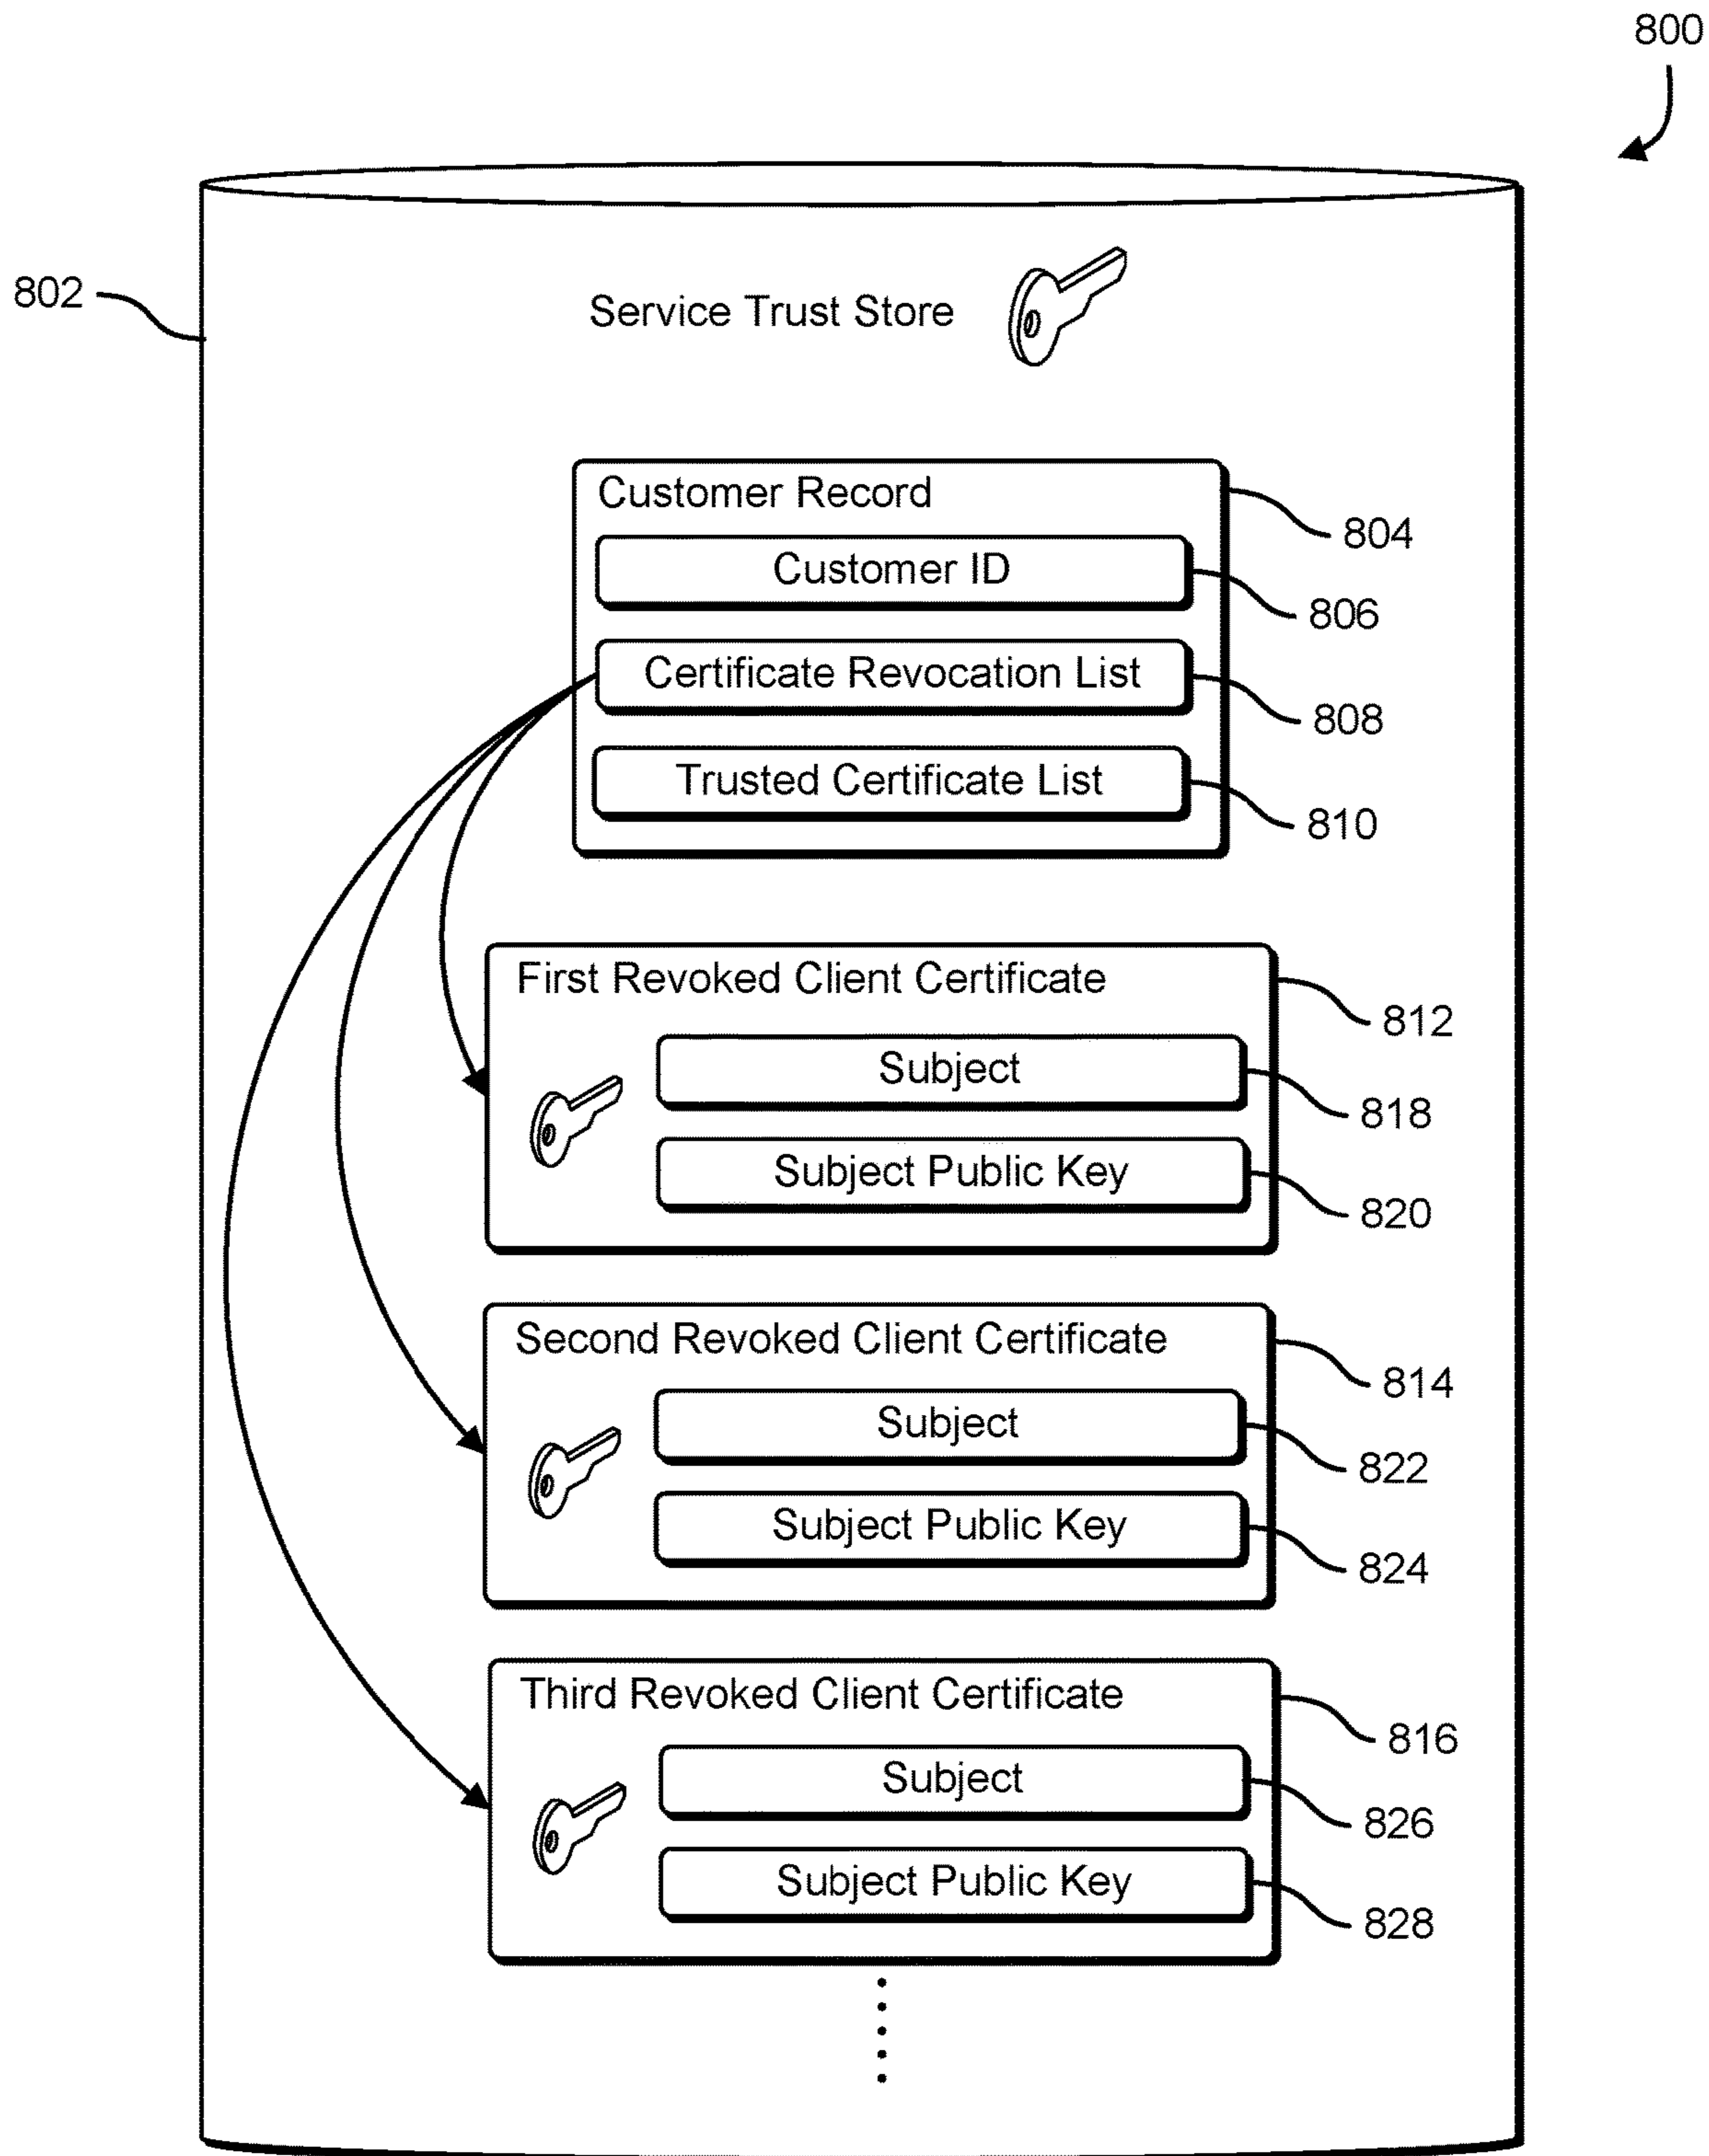 800
802
Service Trust Store
Customer Record
804
Customer ID
806
Certificate Revocation List
808
Trusted Certificate List
810
First Revoked Client Certificate
812
Subject
818
Subject Public Key
820
Second Revoked Client Certificate
814
Subject
822
Subject Public Key
824
Third Revoked Client Certificate
816
Subject
826
Subject Public Key
828